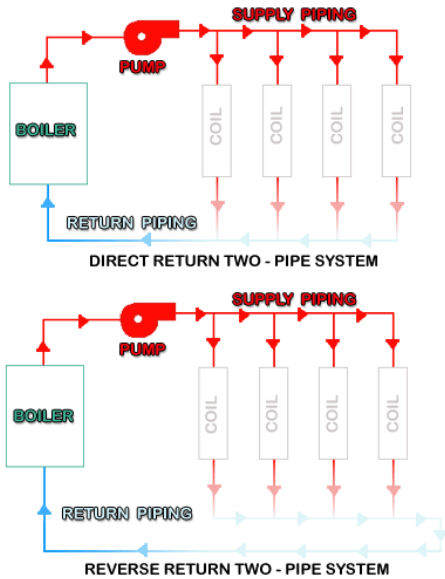 SUPPLY PIPING
PUMP
BOILER
COIL
COIL
COIL
COIL
RETURN PIPING
DIRECT RETURN TWO - PIPE SYSTEM
SUPPLY PIPING
PUMP
BOILER
COIL
COIL
COIL
COIL
RETURN PIPING
REVERSE RETURN TWO - PIPE SYSTEM